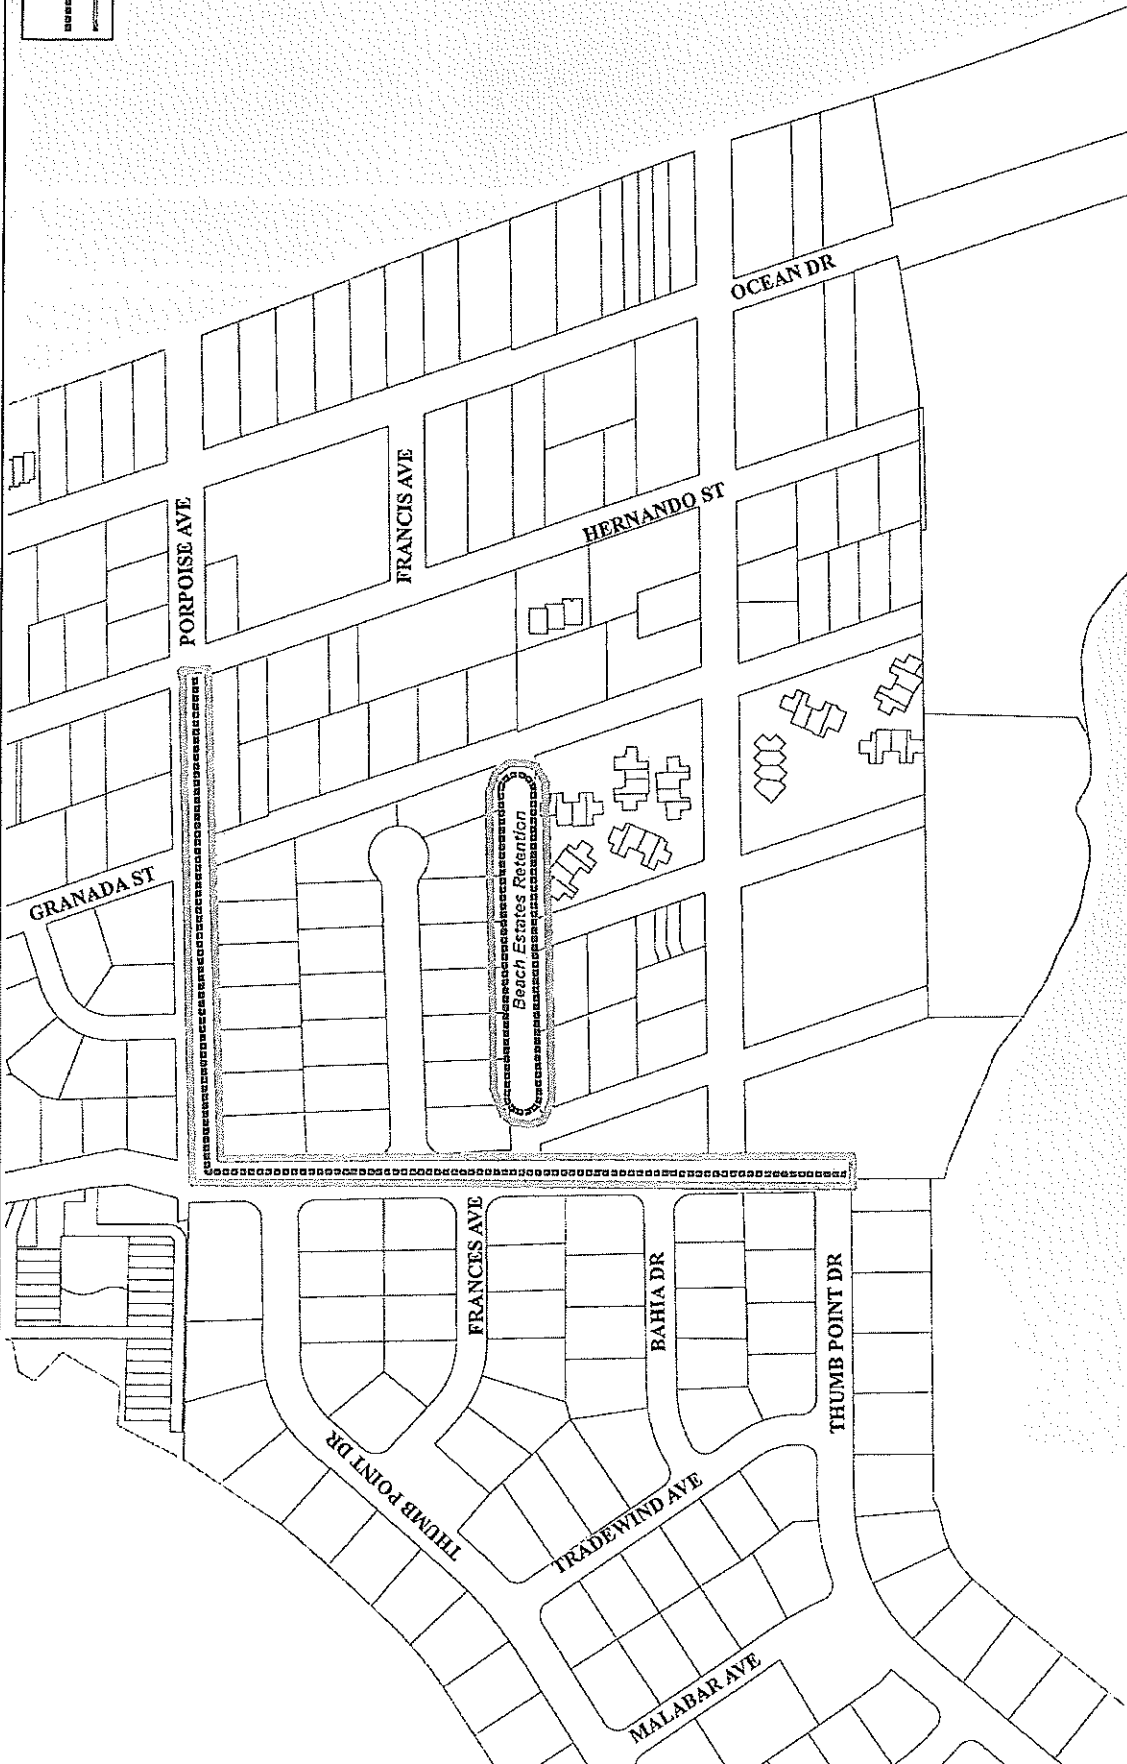 OCEAN DR
PORPOISE AVE
FRANCIS AVE
HERNANDO ST
GRANADA ST
Beach Estates Retention
FRANCES AVE
BAHIA DR
THUMB POINT DR
THUMB POINT DR
TRADEWIND AVE
MALABAR AVE